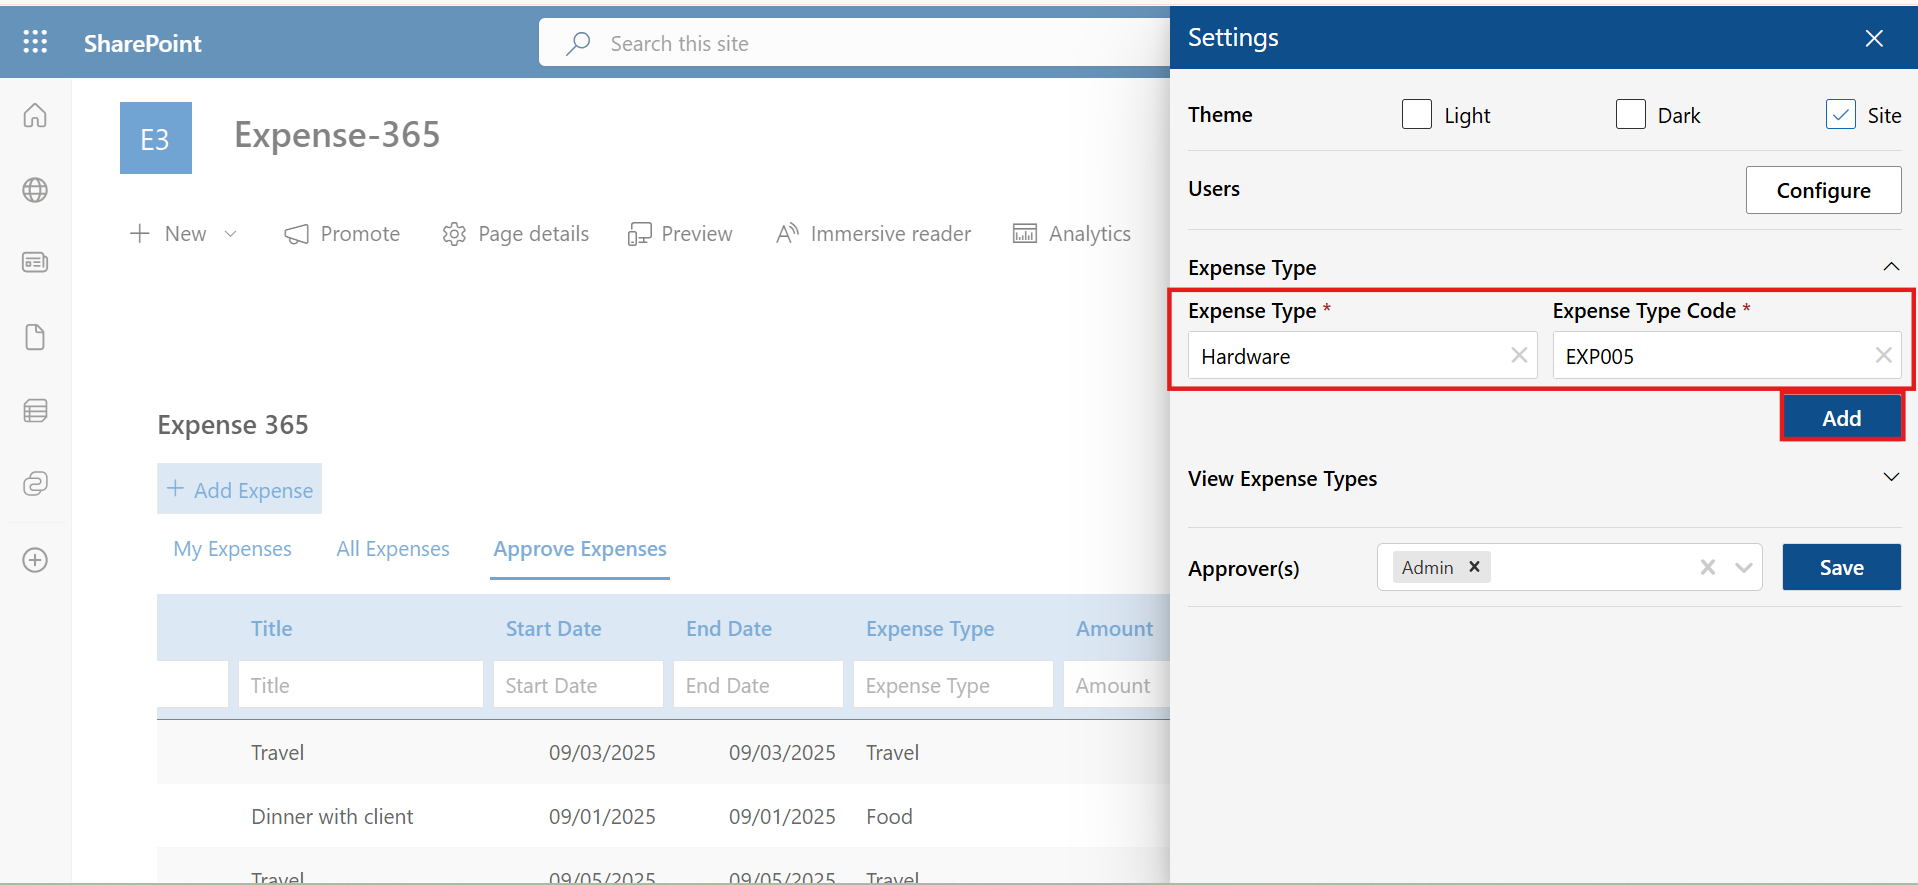 SharePoint
Search this site
E3
Expense-365
New
Promote
Page details
Preview
Immersive reader
Analytics
Expense 365
+ Add Expense
My Expenses
All Expenses
Approve Expenses
Title
Start Date
End Date
Expense Type
Amount
Title
Start Date
End Date
Expense Type
Amount
Travel
09/03/2025
09/03/2025
Travel
Dinner with client
09/01/2025
09/01/2025
Food
Travel
09/05/2025
09/05/2025
Travel
Settings
Theme
Light
Dark
Site
Users
Configure
Expense Type
Expense Type *
Expense Type Code *
Hardware
EXP005
Add
View Expense Types
Approver(s)
Admin
Save